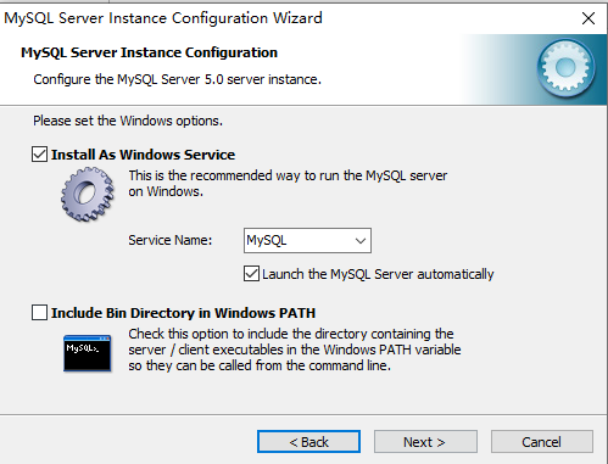 MySQL Server Instance Configuration Wizard
MySQL Server Instance Configuration
Configure the MySQL Server 5.0 server instance.
Please set the Windows options.
Install As Windows Service
This is the recommended way to run the MySQL server
on Windows.
Service Name: MySQL
Launch the MySQL Server automatically
Include Bin Directory in Windows PATH
MySQL>_
Check this option to include the directory containing the
server / client executables in the Windows PATH variable
so they can be called from the command line.
< Back Next > Cancel